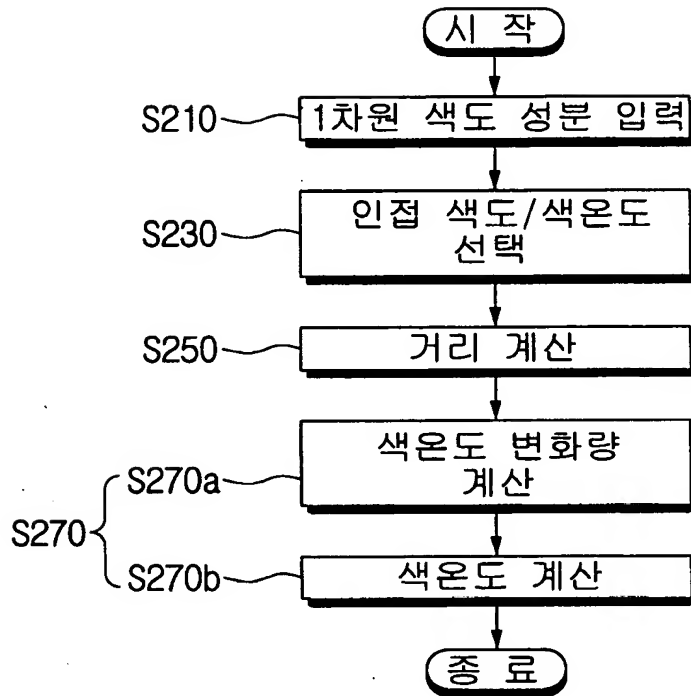 시 작
S210
1차원 색도 성분 입력
S230
인접 색도/색온도
선택
S250
거리 계산
S270
S270a
색온도 변화량
계산
S270b
색온도 계산
종 료